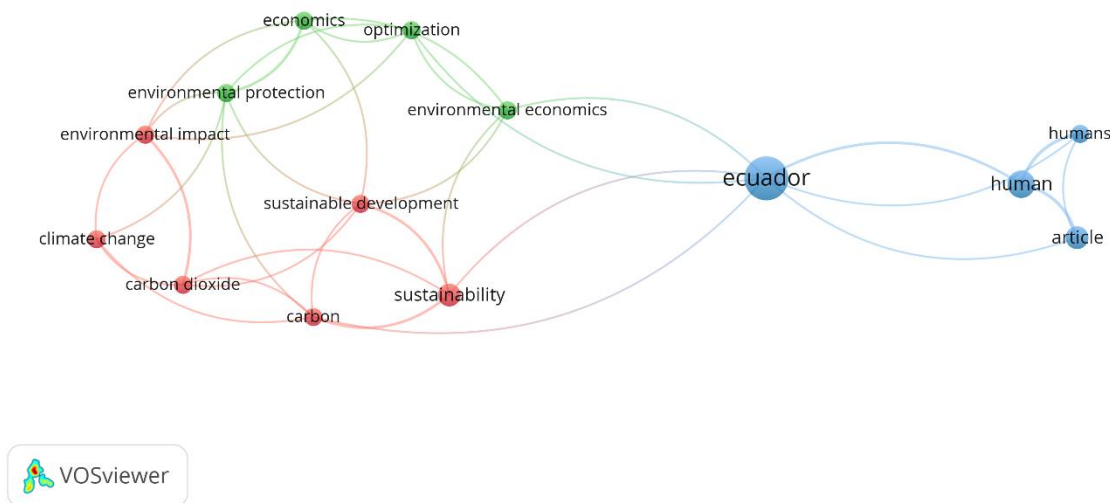 economics
optimization
environmental protection
environmental economics
environmental impact
humans
ecuador
human
sustainable development
climate change
article
carbon dioxide
sustainability
carbon
VOSviewer